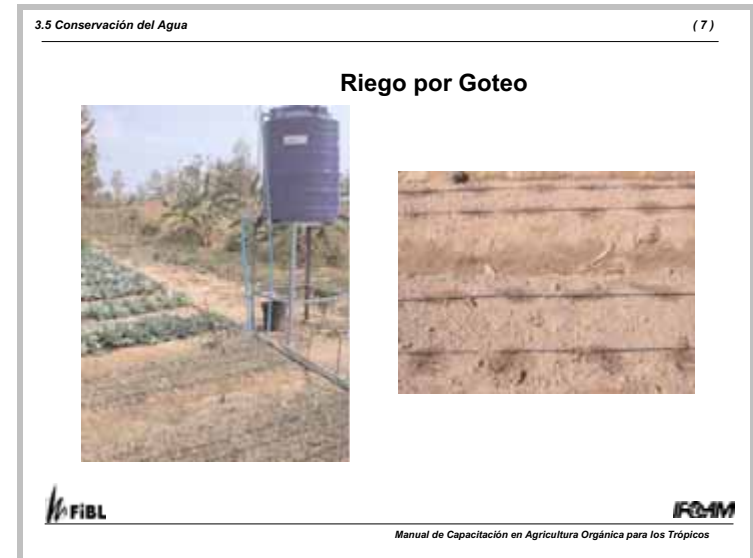 3.5 Conservación del Agua ( 7 )
Riego por Goteo
FiBL
IFOAM
Manual de Capacitación en Agricultura Orgánica para los Trópicos